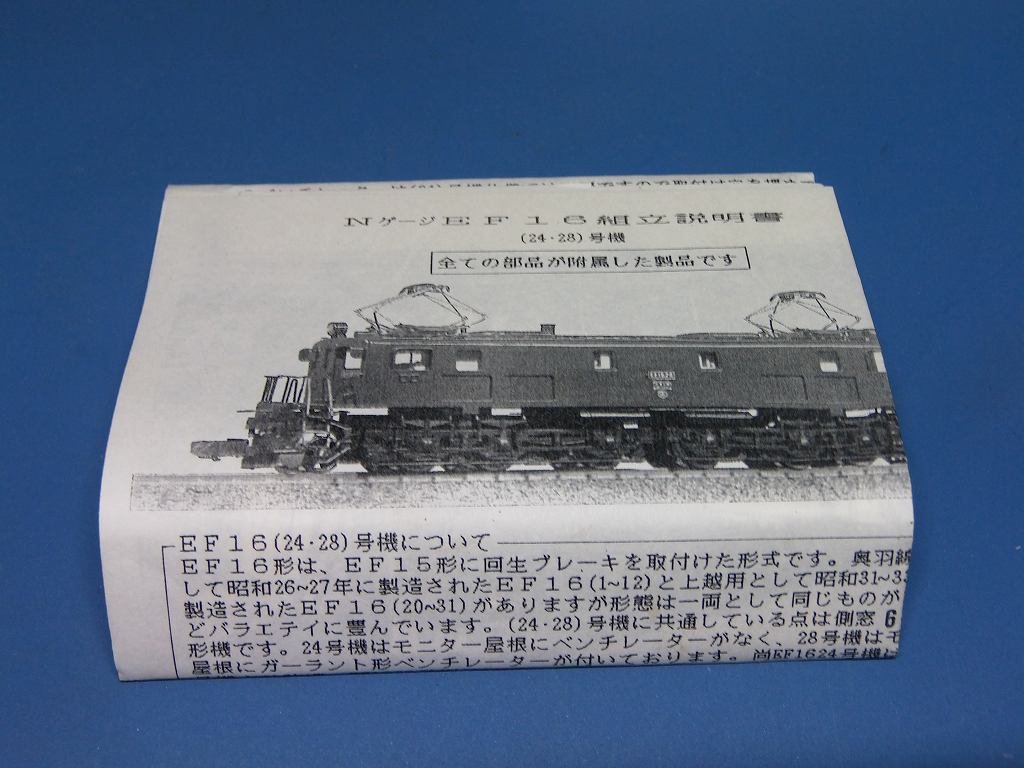 NゲージEF16組立説明書
(24・28)号機
全ての部品が附属した製品です
EF16(24・28)号機について
EF16形は、EF15形に回生ブレーキを取付けた形式です。奥羽線
して昭和26~27年に製造されたEF16(1~12)と上越用として昭和31~3
製造されたEF16(20~31)がありますが形態は一両として同じものが
どバラエテイに豊んでいます。(24・28)号機に共通している点は側窓6
形機です。24号機はモニター屋根にベンチレーターがなく、28号機はモ
屋根にガーラント形ベンチレーターが付いております。尚EF1624号機に